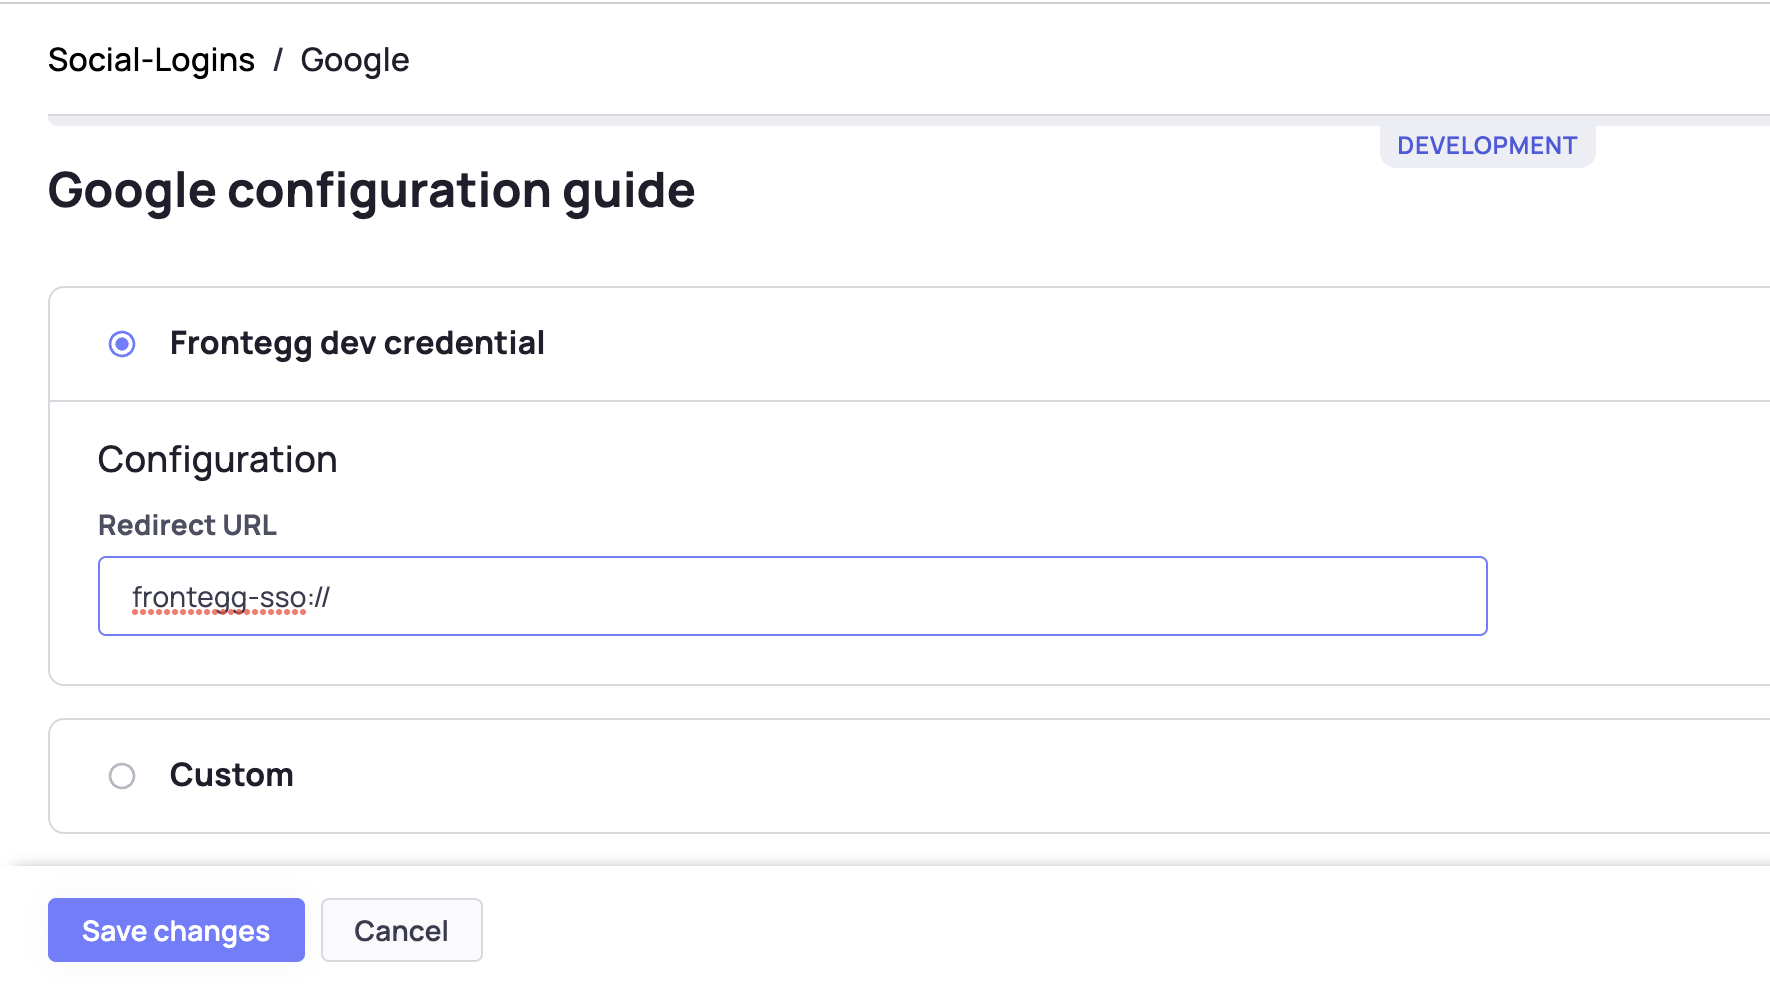 Social-Logins / Google
DEVELOPMENT
Google configuration guide
Frontegg dev credential
Configuration
Redirect URL
frontegg-sso://
Custom
Save changes
Cancel